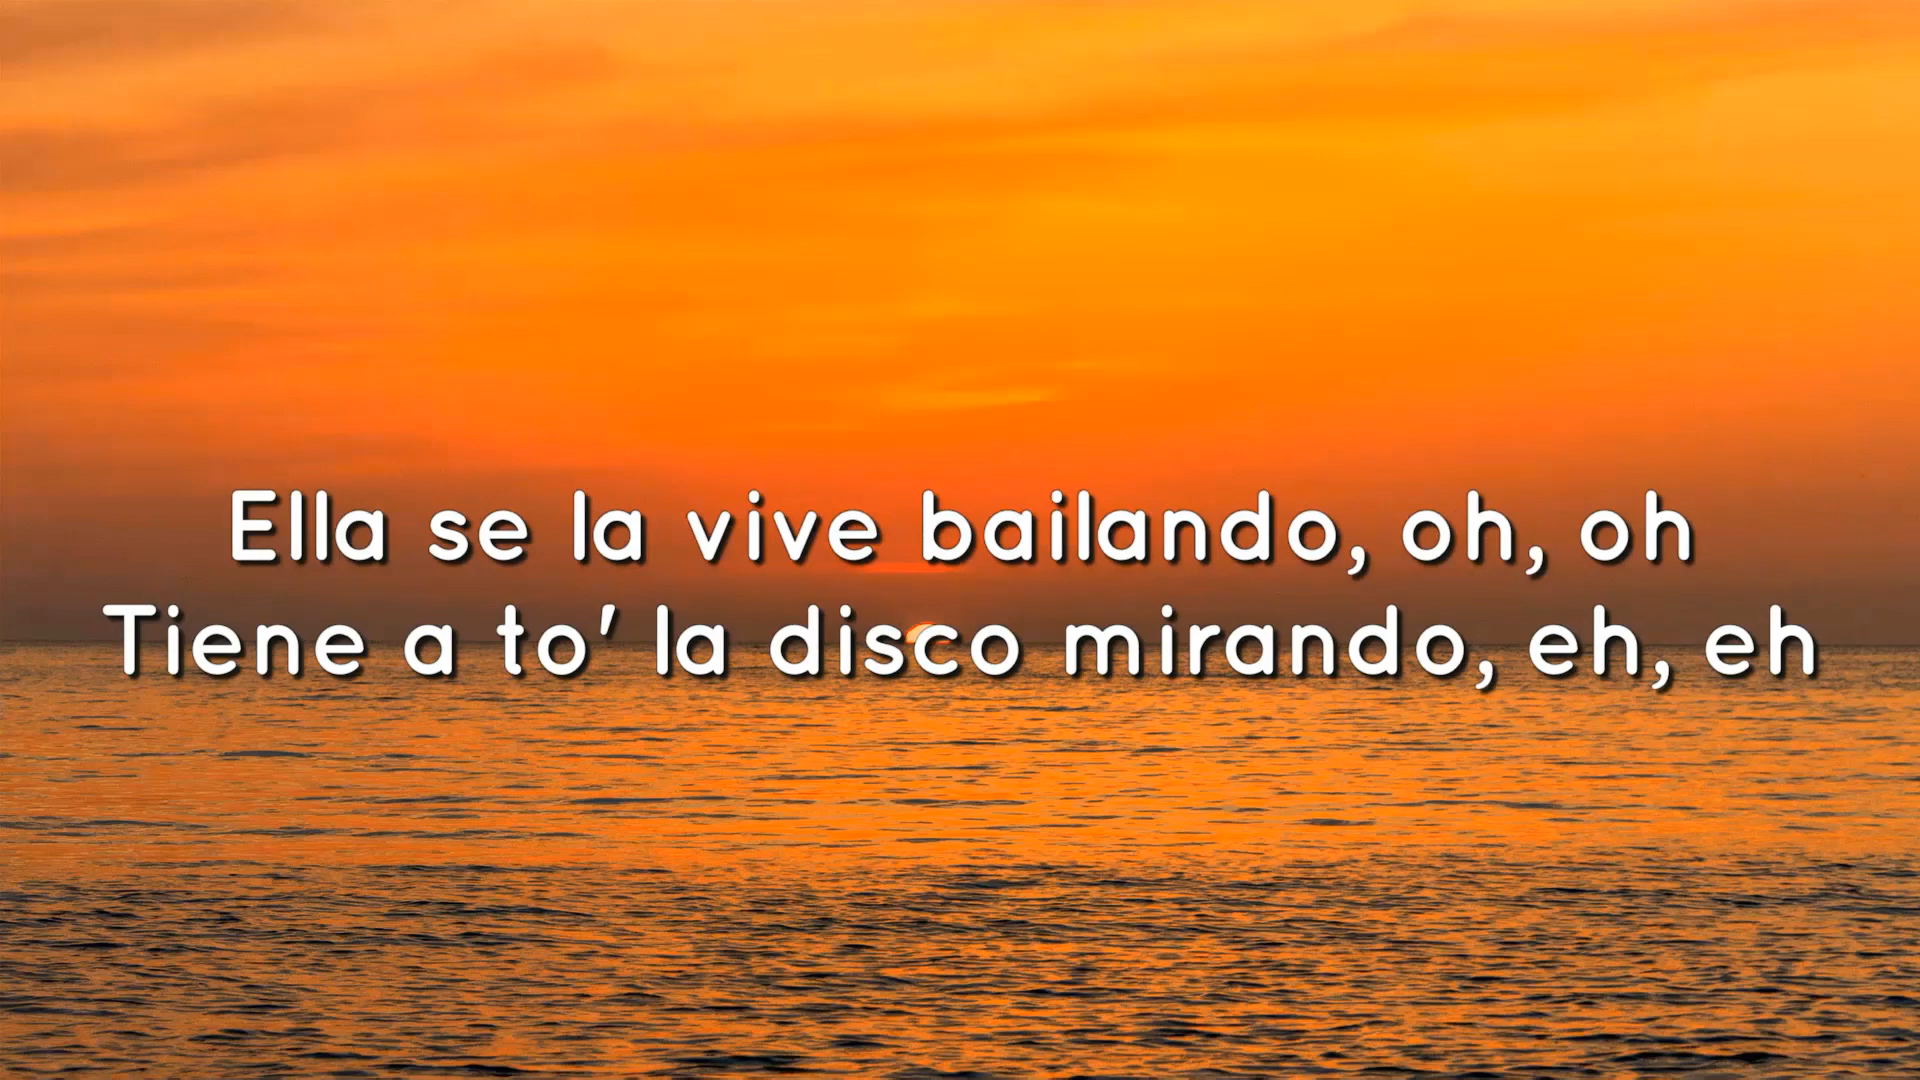 Ella se la vive bailando, oh, oh
Tiene a to' la disco mirando, eh, eh